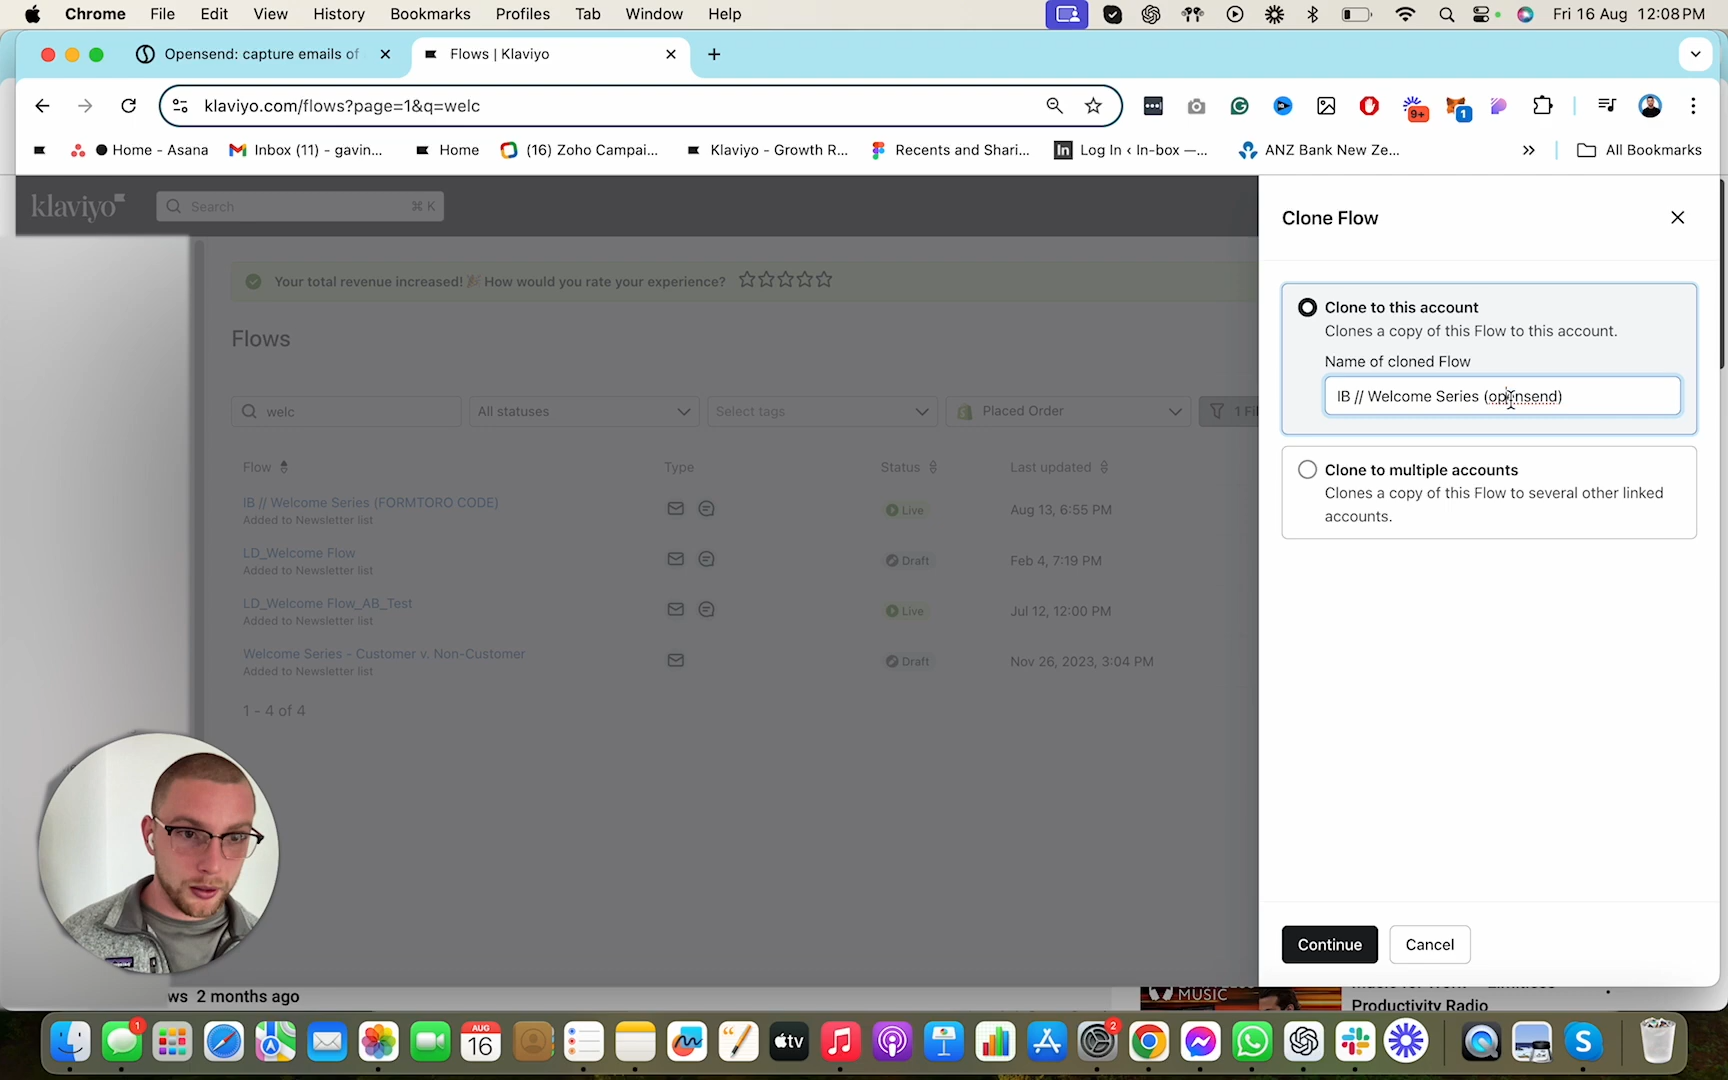 Chrome File Edit View History Bookmarks Profiles Tab Window Help Fri 16 Aug 12:08 PM
Opensend: capture emails of
Flows | Klaviyo
klaviyo.com/flows?page=1&q=welc
9+
1
Home - Asana
Inbox (11) - gavin...
Home
(16) Zoho Campai...
Klaviyo - Growth R...
Recents and Shari...
Log In ‹ In-box —...
ANZ Bank New Ze...
All Bookmarks
klaviyo
Search
⌘ K
Your total revenue increased! 🎉 How would you rate your experience?
Flows
welc
All statuses
Select tags
Placed Order
1 Fil
Flow Type Status Last updated
IB // Welcome Series (FORMTORO CODE) Live Aug 13, 6:55 PM
Added to Newsletter list
LD_Welcome Flow Draft Feb 4, 7:19 PM
Added to Newsletter list
LD_Welcome Flow_AB_Test Live Jul 12, 12:00 PM
Added to Newsletter list
Welcome Series - Customer v. Non-Customer Draft Nov 26, 2023, 3:04 PM
Added to Newsletter list
1 - 4 of 4
Clone Flow
Clone to this account
Clones a copy of this Flow to this account.
Name of cloned Flow
IB // Welcome Series (opensend)
Clone to multiple accounts
Clones a copy of this Flow to several other linked
accounts.
Continue
Cancel
ws 2 months ago
MUSIC
Productivity Radio
1
AUG
16
tv
2